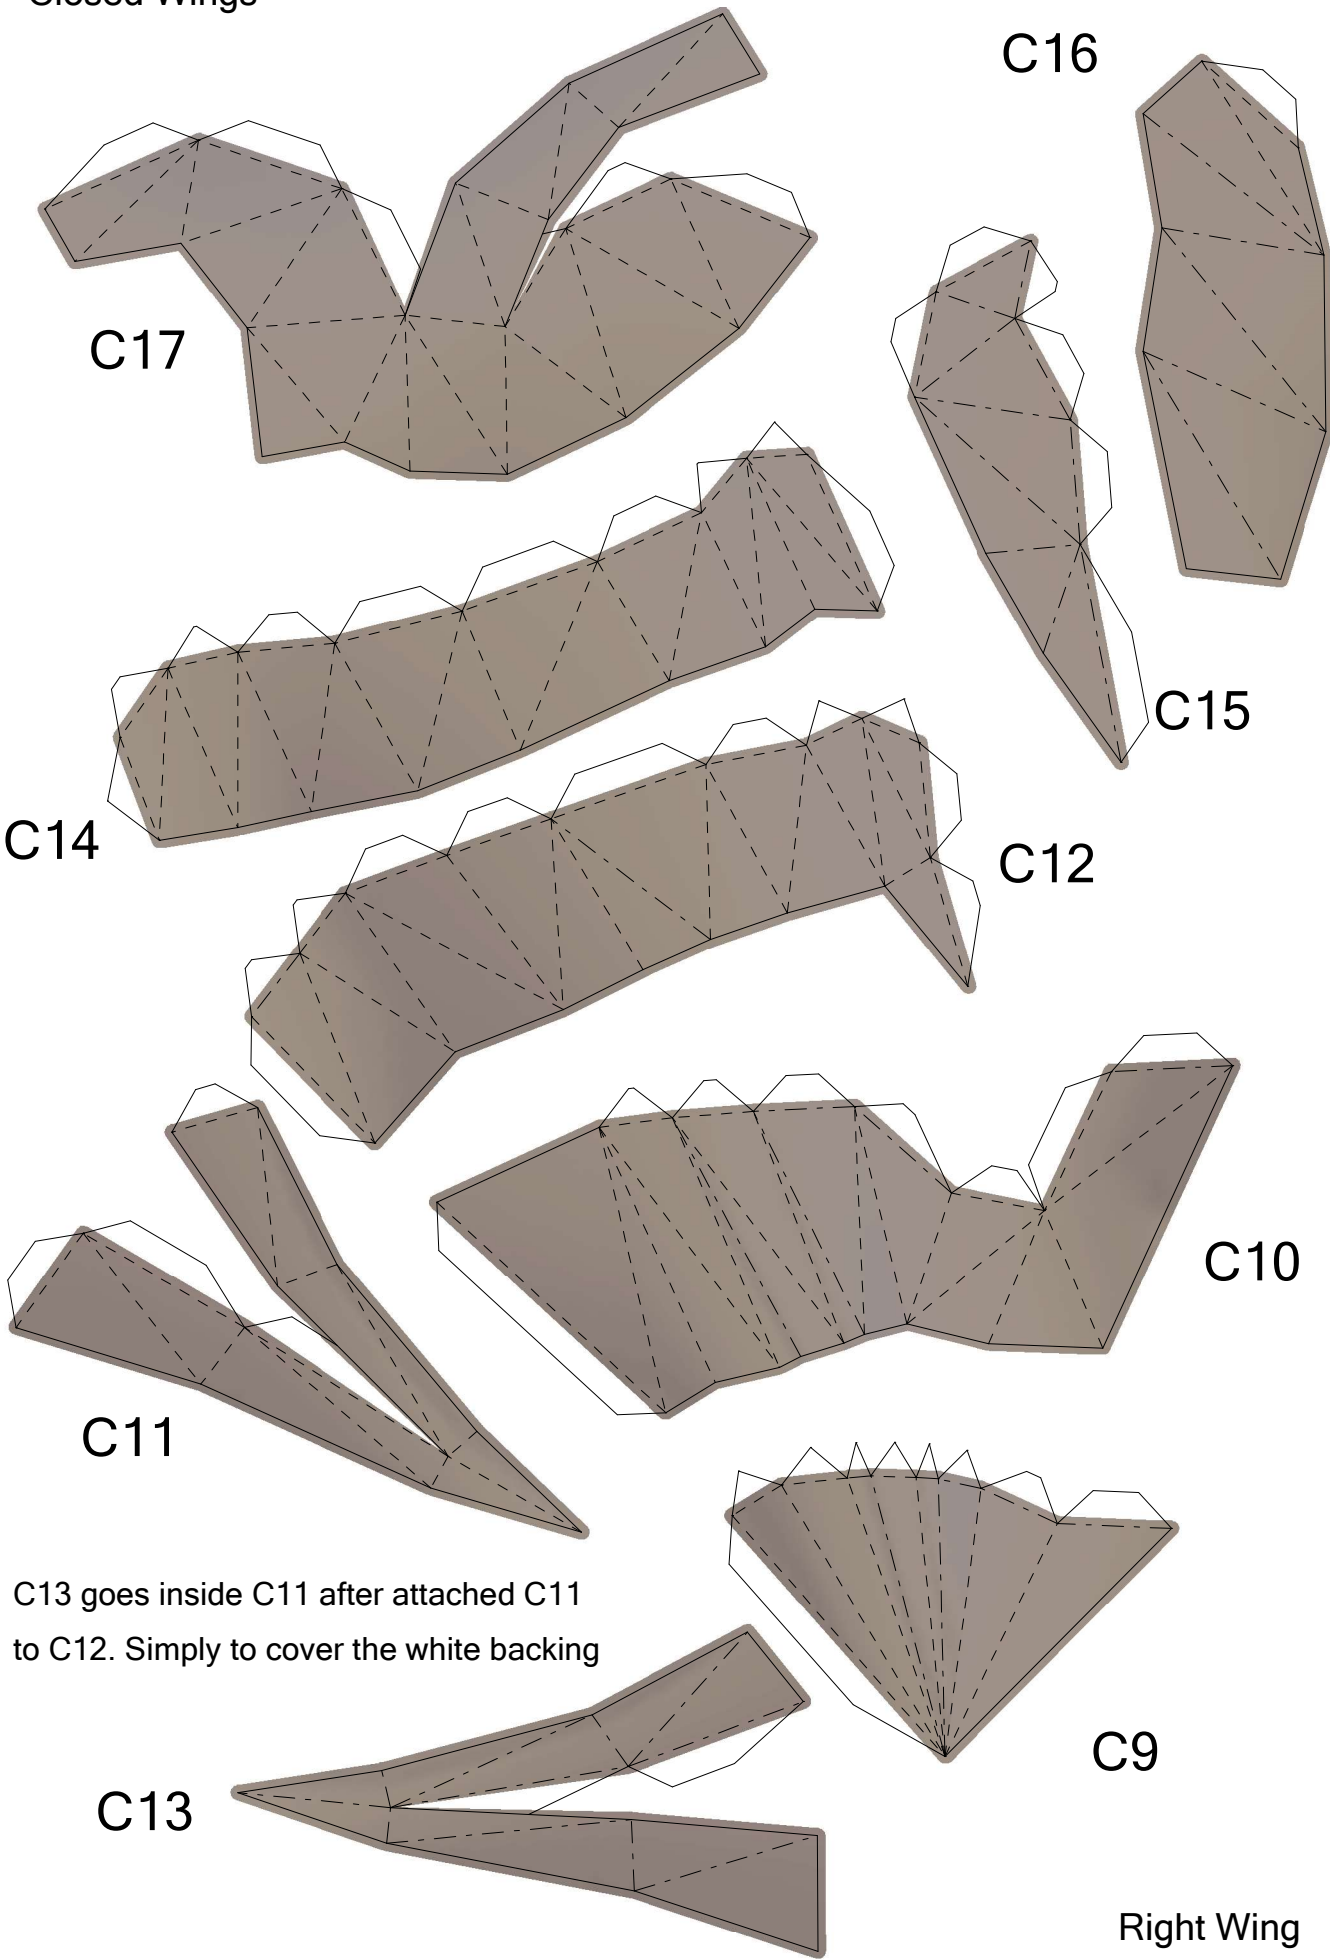 Closed Wings
C16
C17
C15
C14
C12
C10
C11
C13 goes inside C11 after attached C11
to C12. Simply to cover the white backing
C9
C13
Right Wing